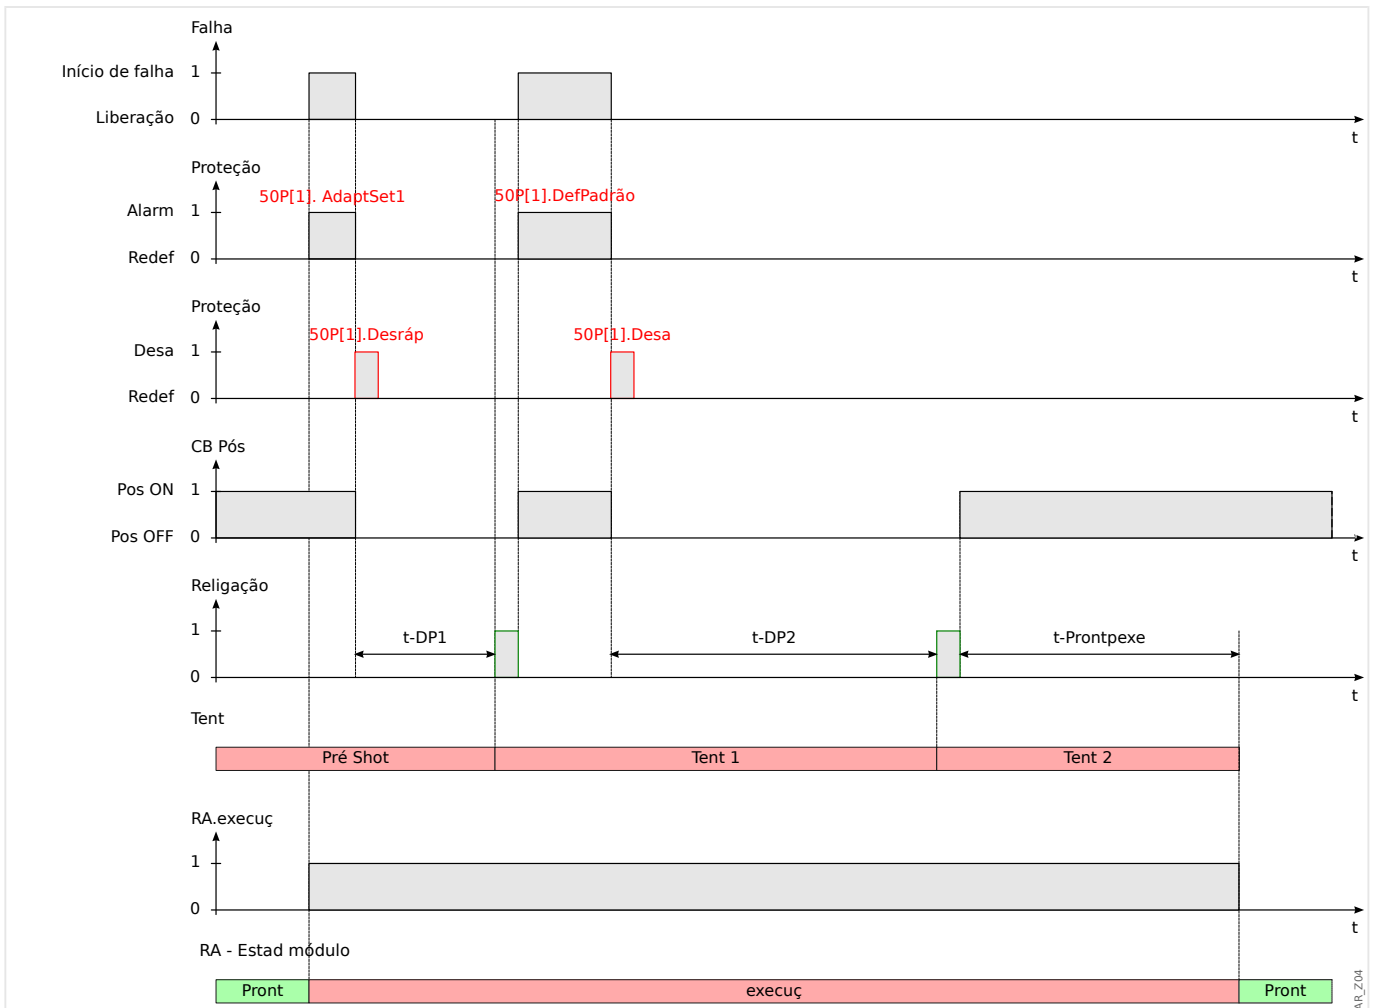 Falha
Início de falha 1
Liberação 0
t
Proteção
50P[1]. AdaptSet1 50P[1].DefPadrão
Alarm 1
Redef 0
t
Proteção
50P[1].Desráp 50P[1].Desa
Desa 1
Redef 0
t
CB Pós
Pos ON 1
Pos OFF 0
t
Religação
1 t-DP1 t-DP2 t-Prontpexe
0
t
Tent
Pré Shot Tent 1 Tent 2
RA.execuç
1
0
t
RA - Estad módulo
Pront execuç Pront
AR_Z04